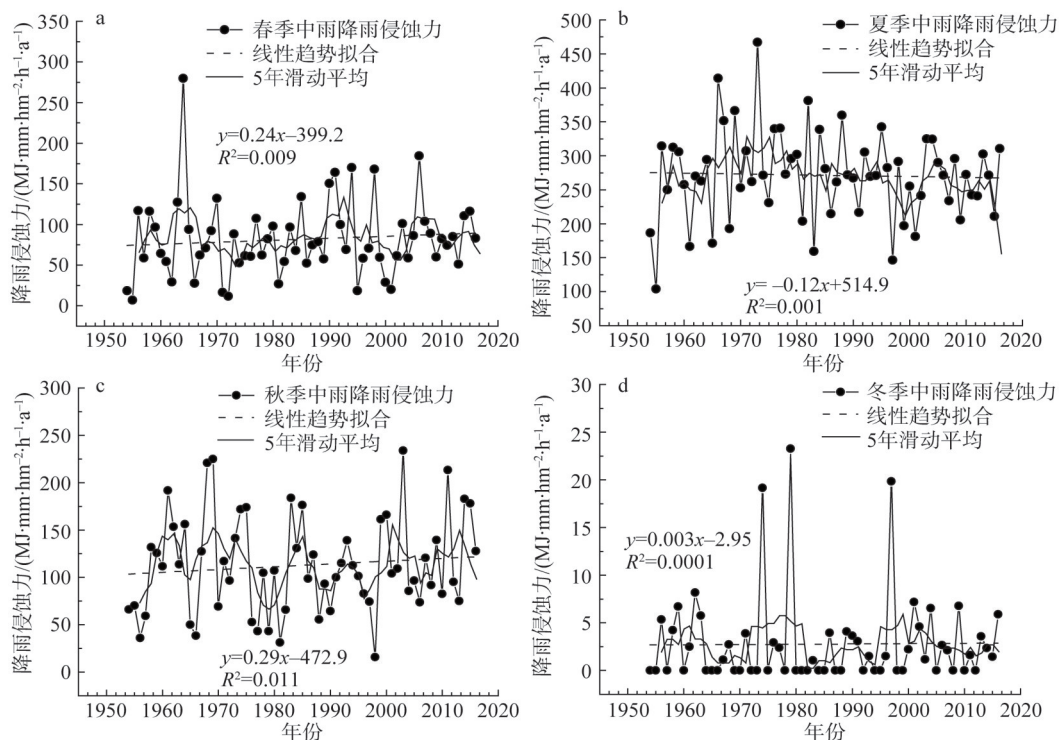 a
春季中雨降雨侵蚀力
线性趋势拟合
5年滑动平均
y=0.24x–399.2
R²=0.009
降雨侵蚀力/(MJ·mm·hm⁻²·h⁻¹·a⁻¹)
350
300
250
200
150
100
50
0
1950 1960 1970 1980 1990 2000 2010 2020
年份
b
夏季中雨降雨侵蚀力
线性趋势拟合
5年滑动平均
y= –0.12x+514.9
R²=0.001
降雨侵蚀力/(MJ·mm·hm⁻²·h⁻¹·a⁻¹)
500
450
400
350
300
250
200
150
100
50
1950 1960 1970 1980 1990 2000 2010 2020
年份
c
秋季中雨降雨侵蚀力
线性趋势拟合
5年滑动平均
y=0.29x–472.9
R²=0.011
降雨侵蚀力/(MJ·mm·hm⁻²·h⁻¹·a⁻¹)
300
250
200
150
100
50
0
1950 1960 1970 1980 1990 2000 2010 2020
年份
d
冬季中雨降雨侵蚀力
线性趋势拟合
5年滑动平均
y=0.003x–2.95
R²=0.0001
降雨侵蚀力/(MJ·mm·hm⁻²·h⁻¹·a⁻¹)
30
25
20
15
10
5
0
1950 1960 1970 1980 1990 2000 2010 2020
年份